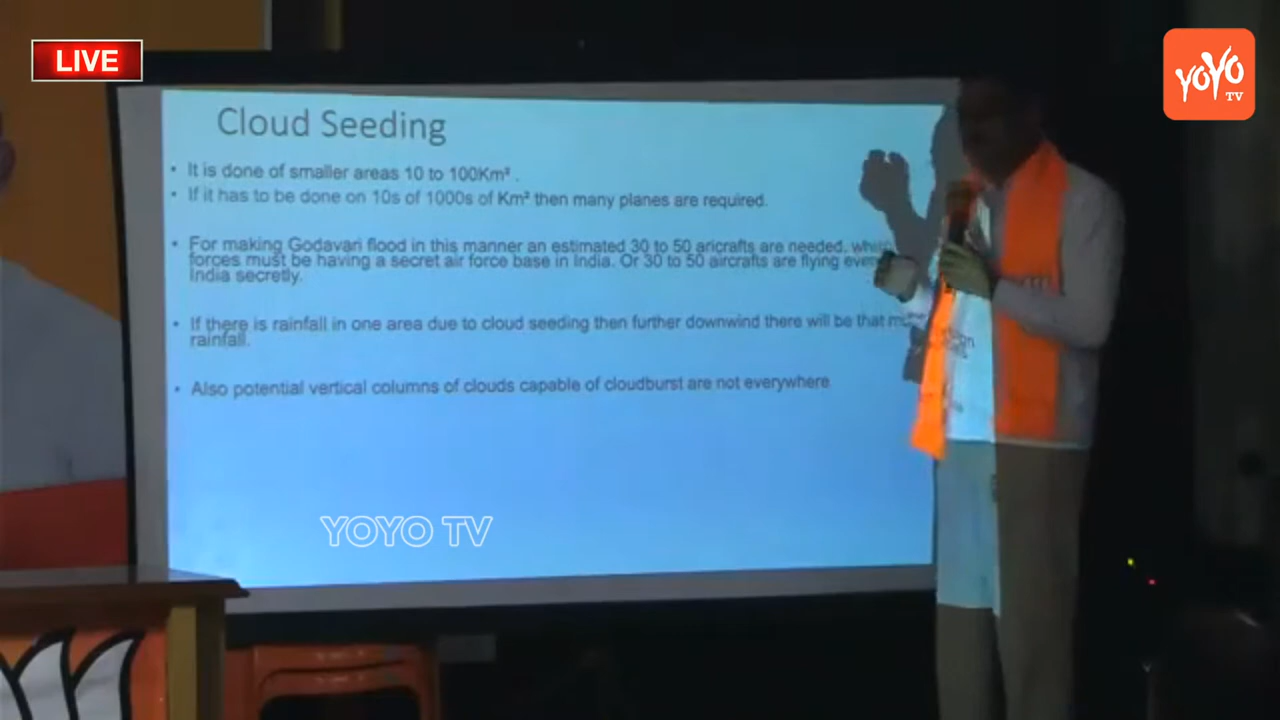 LIVE
YOYO
TV
Cloud Seeding
• It is done of smaller areas 10 to 100Km² .
• If it has to be done on 10s of 1000s of Km² then many planes are required.
• For making Godavari flood in this manner an estimated 30 to 50 aricrafts are needed, which
forces must be having a secret air force base in India. Or 30 to 50 aircrafts are flying
India secretly.
• If there is rainfall in one area due to cloud seeding then further downwind there will be that
rainfall.
• Also potential vertical columns of clouds capable of cloudburst are not everywhere
YOYO TV